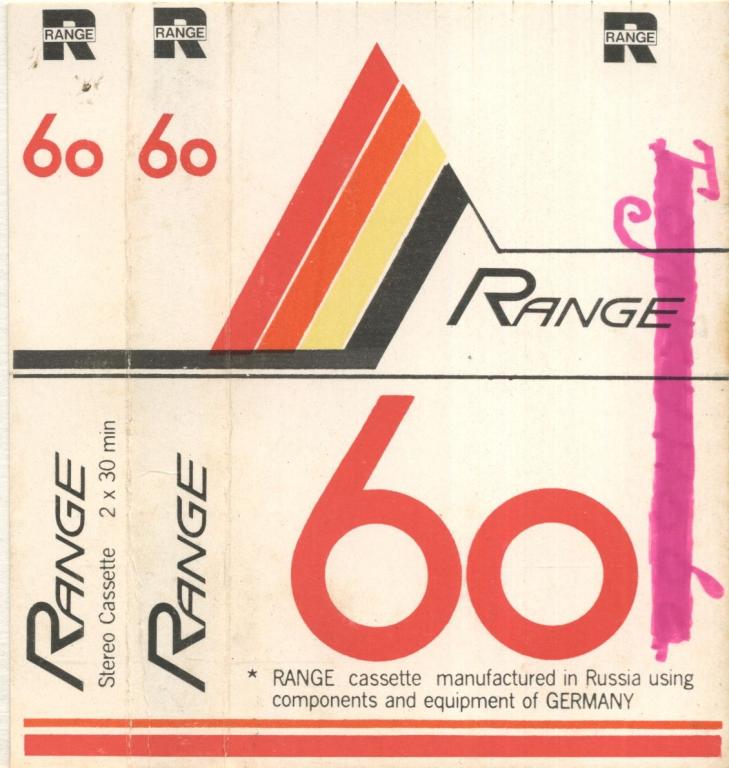 RANGE
60
RANGE
Stereo Cassette 2 x 30 min
RANGE
60
RANGE
RANGE
RANGE
60
* RANGE cassette manufactured in Russia using
components and equipment of GERMANY